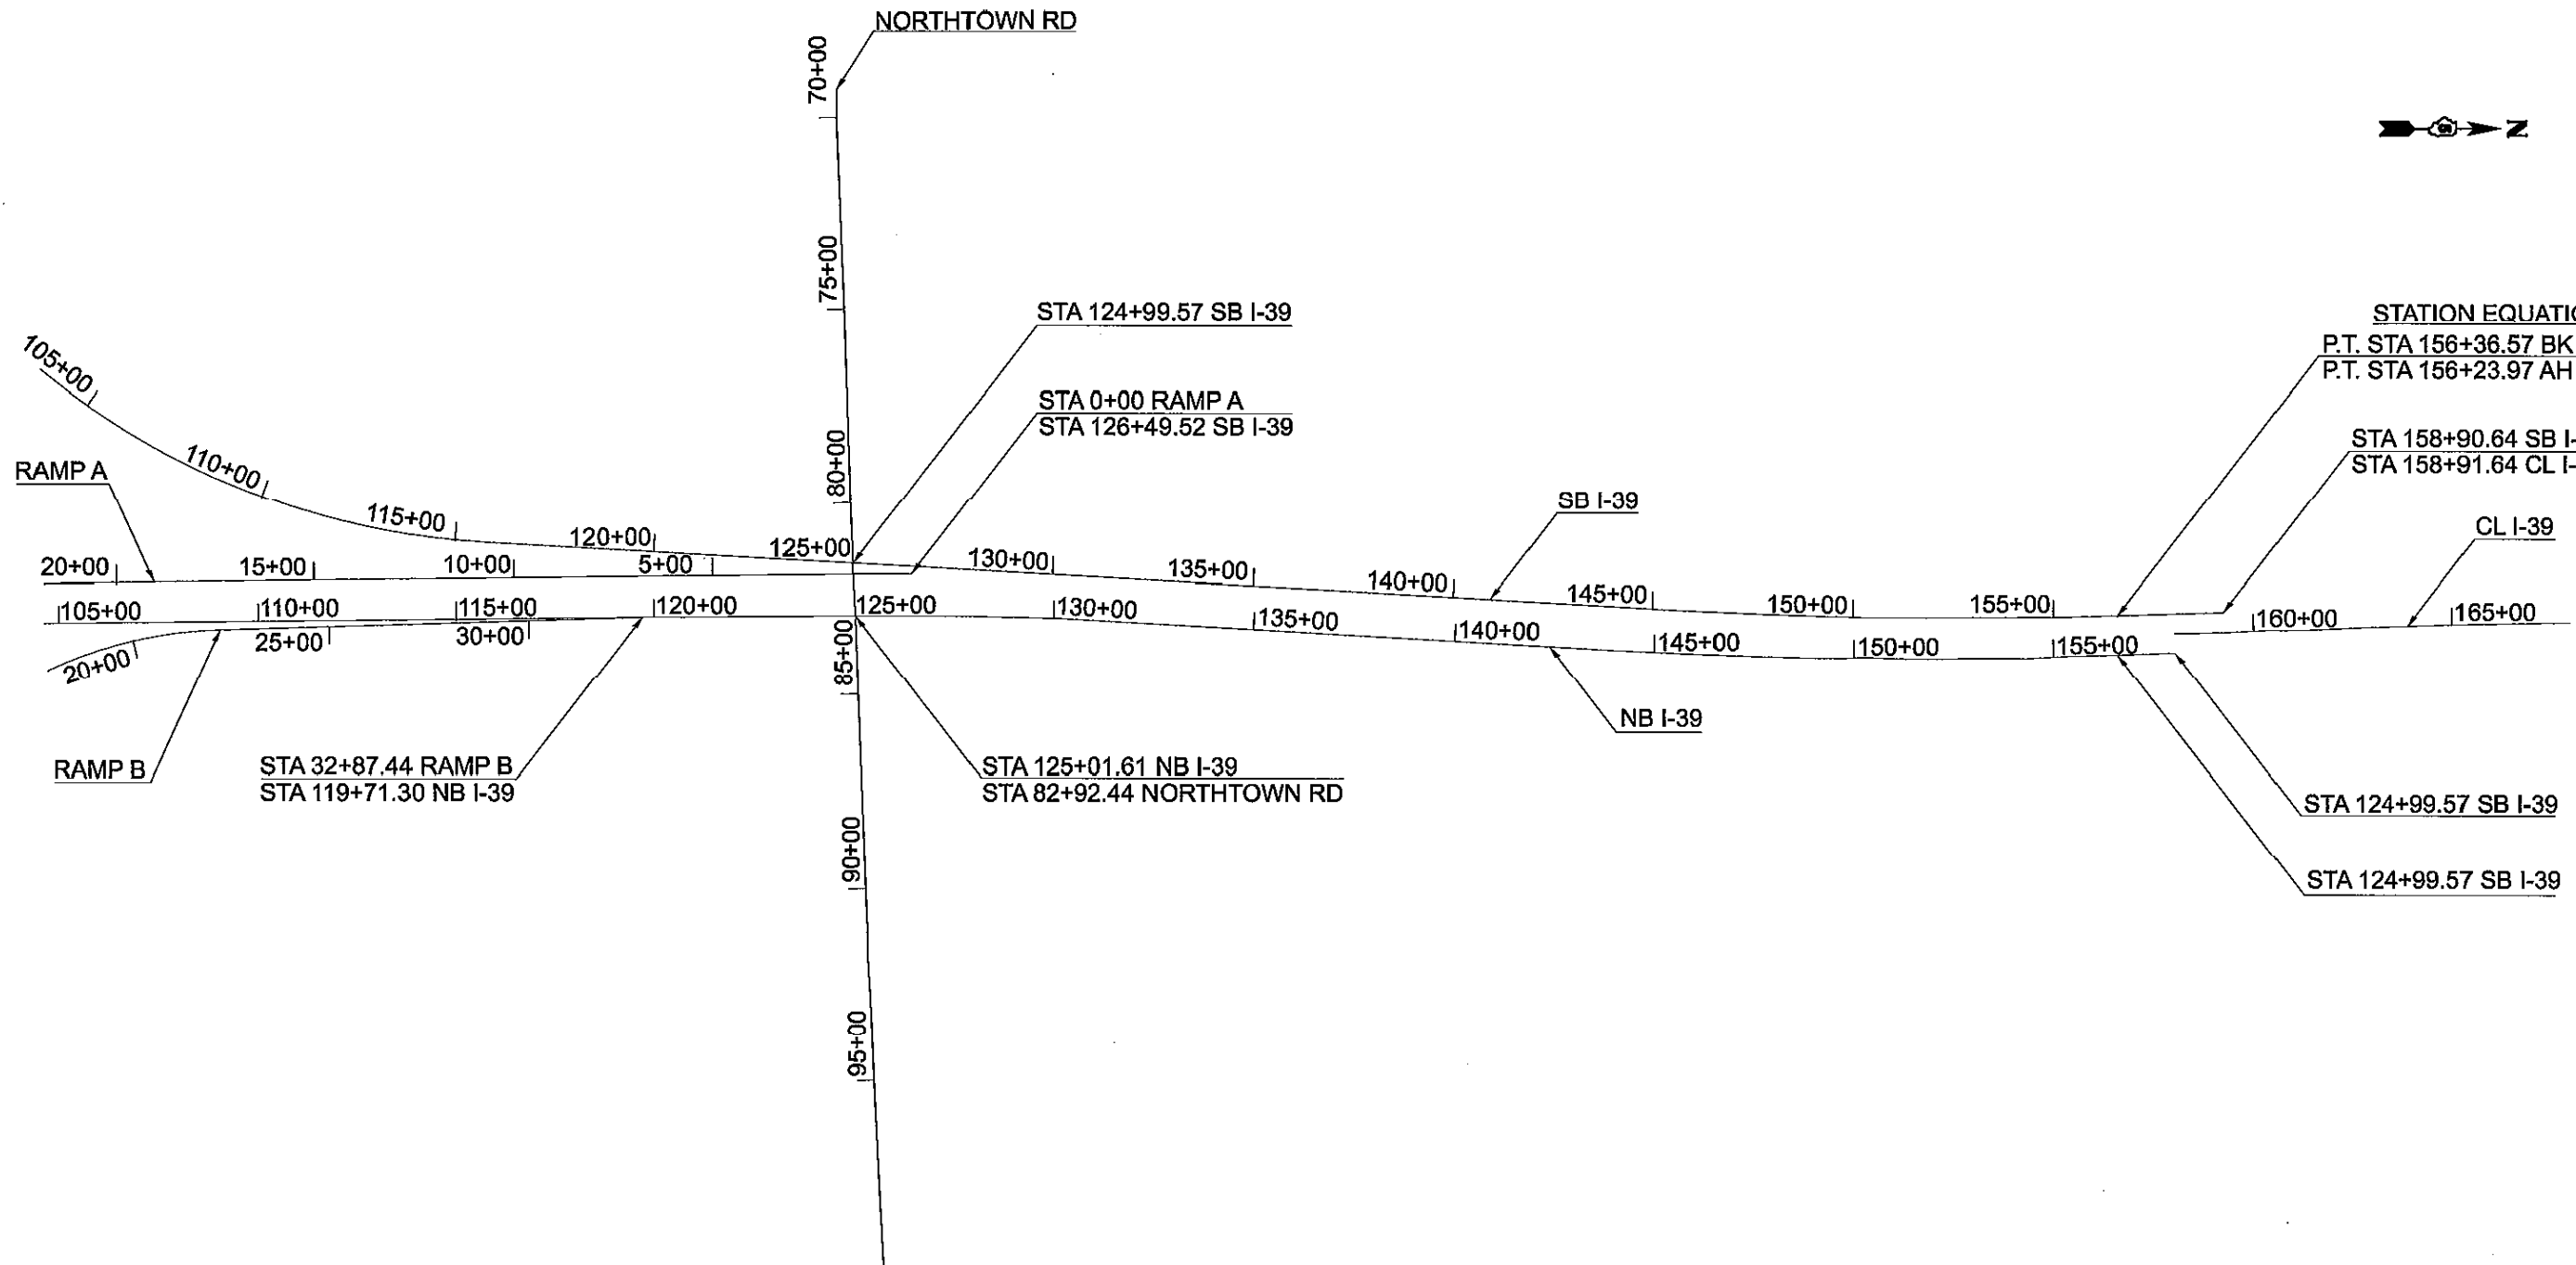 NORTHTOWN RD
70+00
N
75+00
STA 124+99.57 SB I-39
STATION EQUATIO
P.T. STA 156+36.57 BK
P.T. STA 156+23.97 AH
105+00
STA 0+00 RAMP A
STA 126+49.52 SB I-39
80+00
STA 158+90.64 SB I-
STA 158+91.64 CL I-
RAMP A
110+00
115+00
120+00
125+00
SB I-39
CL I-39
130+00
135+00
140+00
145+00
150+00
155+00
20+00
15+00
10+00
5+00
105+00
110+00
115+00
120+00
125+00
130+00
135+00
140+00
145+00
150+00
155+00
160+00
165+00
20+00
25+00
30+00
85+00
NB I-39
RAMP B
STA 32+87.44 RAMP B
STA 119+71.30 NB I-39
STA 125+01.61 NB I-39
STA 82+92.44 NORTHTOWN RD
STA 124+99.57 SB I-39
90+00
STA 124+99.57 SB I-39
95+00